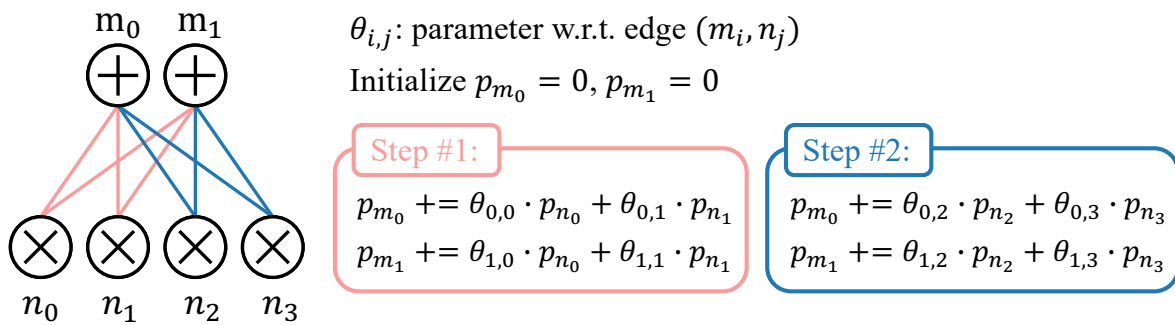 m₀ m₁
θᵢ,ⱼ: parameter w.r.t. edge (mᵢ, nⱼ)
Initialize pₘ₀ = 0, pₘ₁ = 0
Step #1:
pₘ₀ += θ₀,₀ · pₙ₀ + θ₀,₁ · pₙ₁
pₘ₁ += θ₁,₀ · pₙ₀ + θ₁,₁ · pₙ₁
Step #2:
pₘ₀ += θ₀,₂ · pₙ₂ + θ₀,₃ · pₙ₃
pₘ₁ += θ₁,₂ · pₙ₂ + θ₁,₃ · pₙ₃
n₀ n₁ n₂ n₃